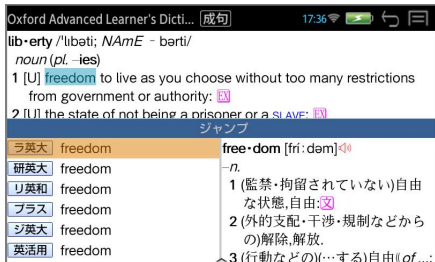 Oxford Advanced Learner's Dicti... 成句 17:36
lib•erty /ˈlɪbəti; NAmE -bərti/
noun (pl. –ies)
1 [U] freedom to live as you choose without too many restrictions
from government or authority: EX
2 [U] the state of not being a prisoner or a SLAVE: EX
ジャンプ
ラ英大 freedom
研英大 freedom
リ英和 freedom
プラス freedom
ジ英大 freedom
英活用 freedom
free•dom [fríːdəm]
–n.
1 (監禁・拘留されていない)自由
な状態,自由:文
2 (外的支配・干渉・規制などから
の)解除,解放.
3 (行動などの)(…する)自由《of ...;